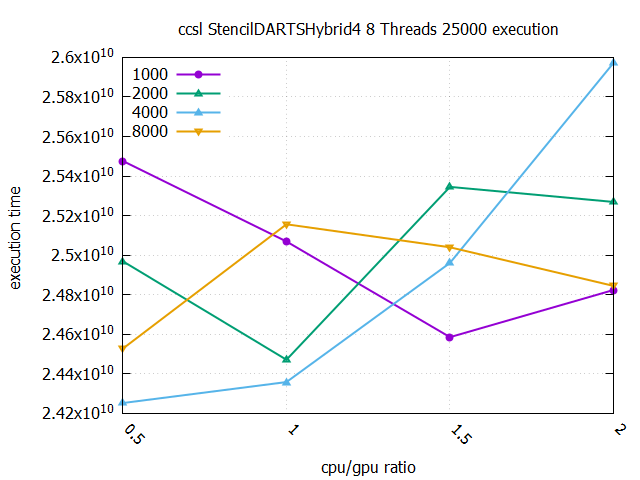 ccsl StencilDARTSHybrid4 8 Threads 25000 execution
2.6x10^10
2.58x10^10
2.56x10^10
2.54x10^10
2.52x10^10
2.5x10^10
2.48x10^10
2.46x10^10
2.44x10^10
2.42x10^10
execution time
1000
2000
4000
8000
0.5
1
1.5
2
cpu/gpu ratio